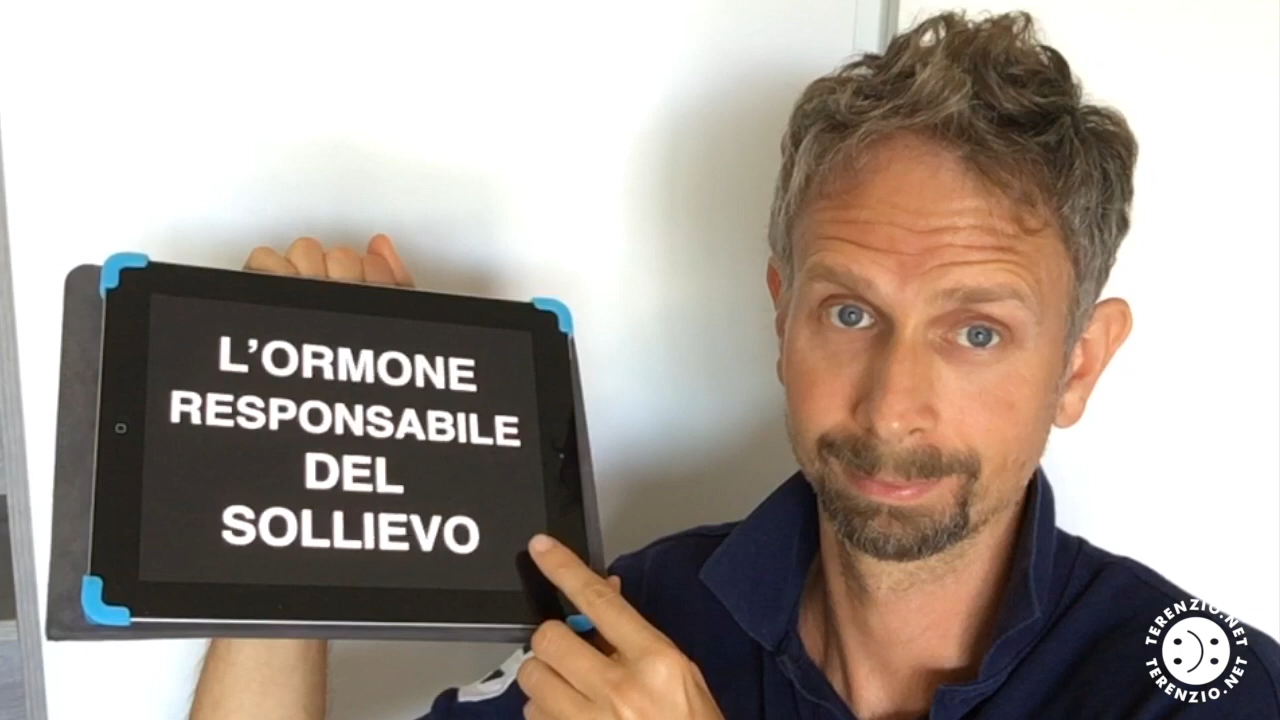 L'ORMONE
RESPONSABILE
DEL
SOLLIEVO
TERENZIO.NET
TERENZIO.NET